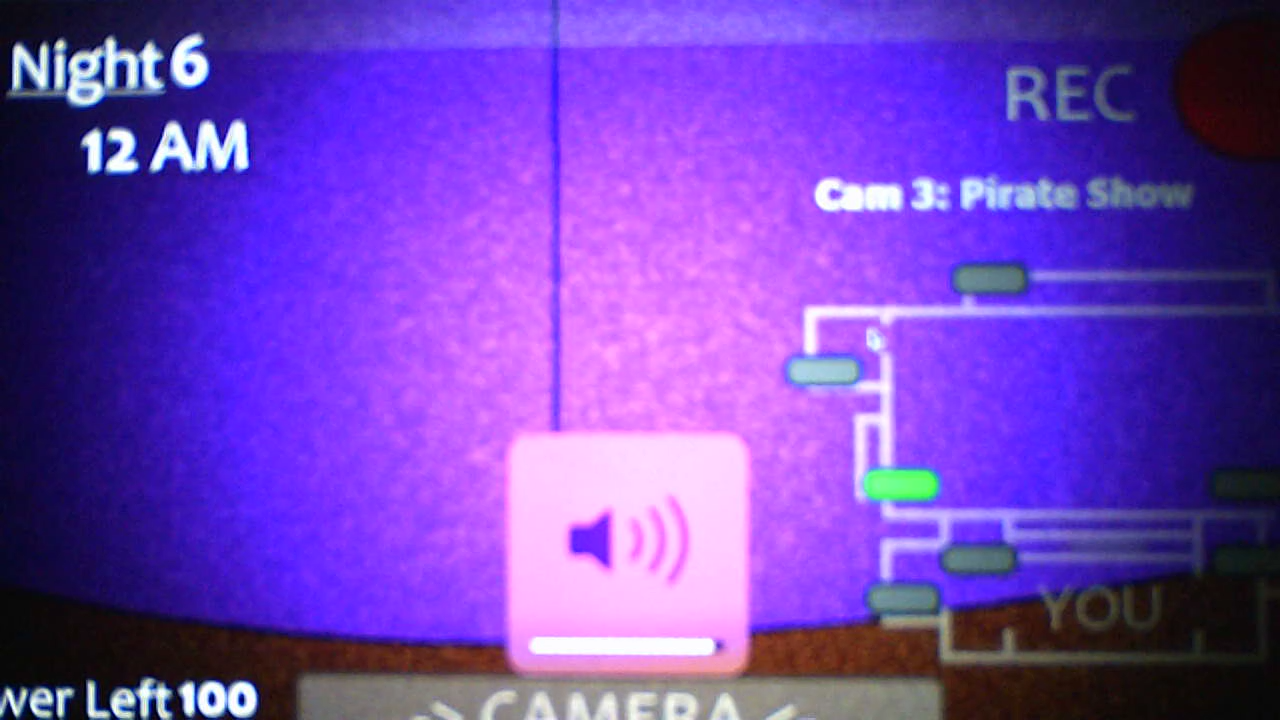 Night 6
12 AM
REC
Cam 3: Pirate Show
YOU
wer Left 100
CAMERA